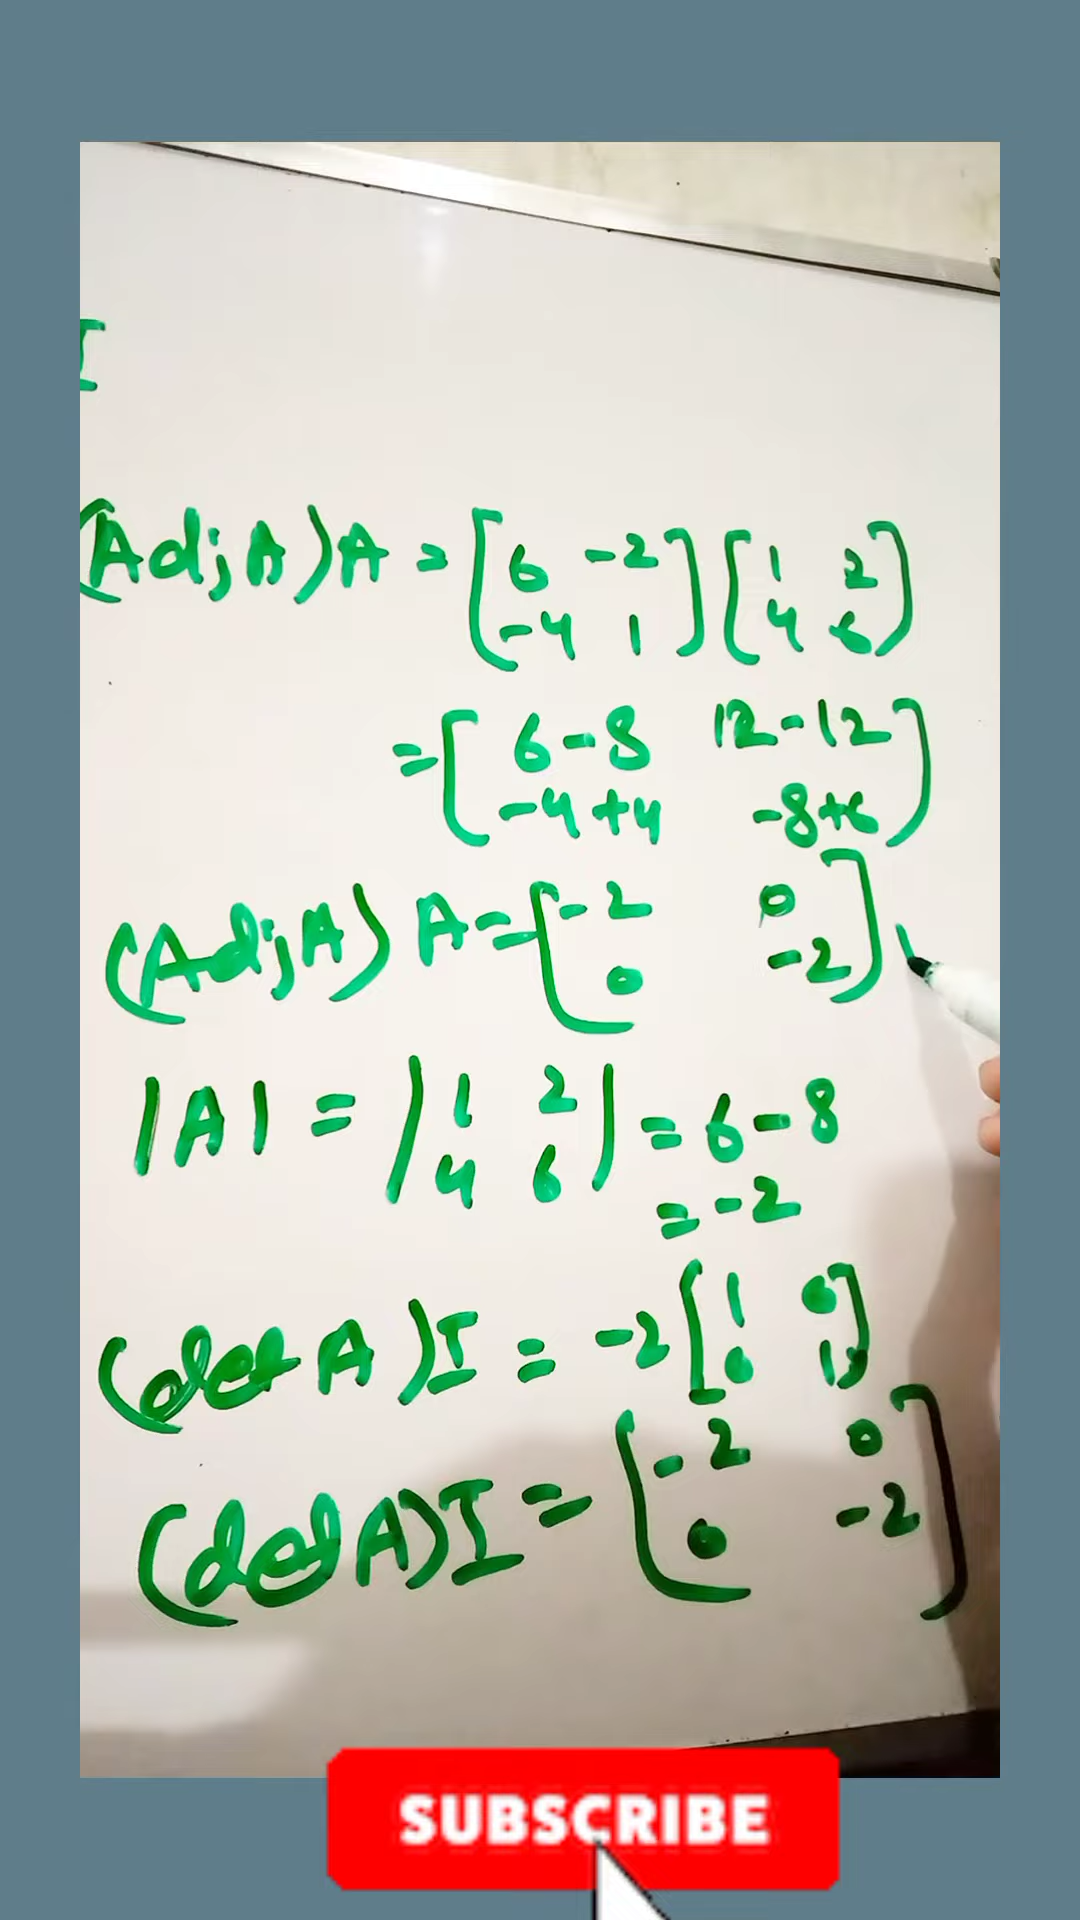 I
(Adj A) A = [6 -2] [1 2]
[-4 1] [4 6]
= [6-8 12-12]
[-4+4 -8+6]
(Adj A) A = [-2 0]
[0 -2]
|A| = |1 2| = 6-8
|4 6|
= -2
(det A) I = -2 [1 0]
[0 1]
(det A) I = [-2 0]
[0 -2]
SUBSCRIBE